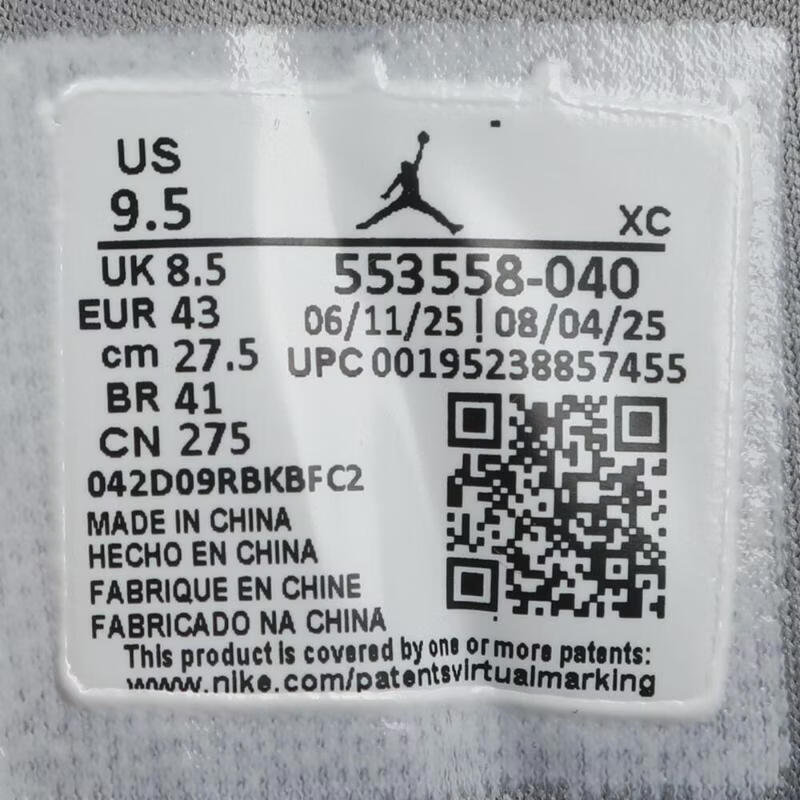 US
9.5
XC
UK 8.5
553558-040
EUR 43
06/11/25 | 08/04/25
cm 27.5
UPC 00195238857455
BR 41
CN 275
042D09RBKBFC2
MADE IN CHINA
HECHO EN CHINA
FABRIQUE EN CHINE
FABRICADO NA CHINA
This product is covered by one or more patents:
www.nike.com/patentsvirtualmarking